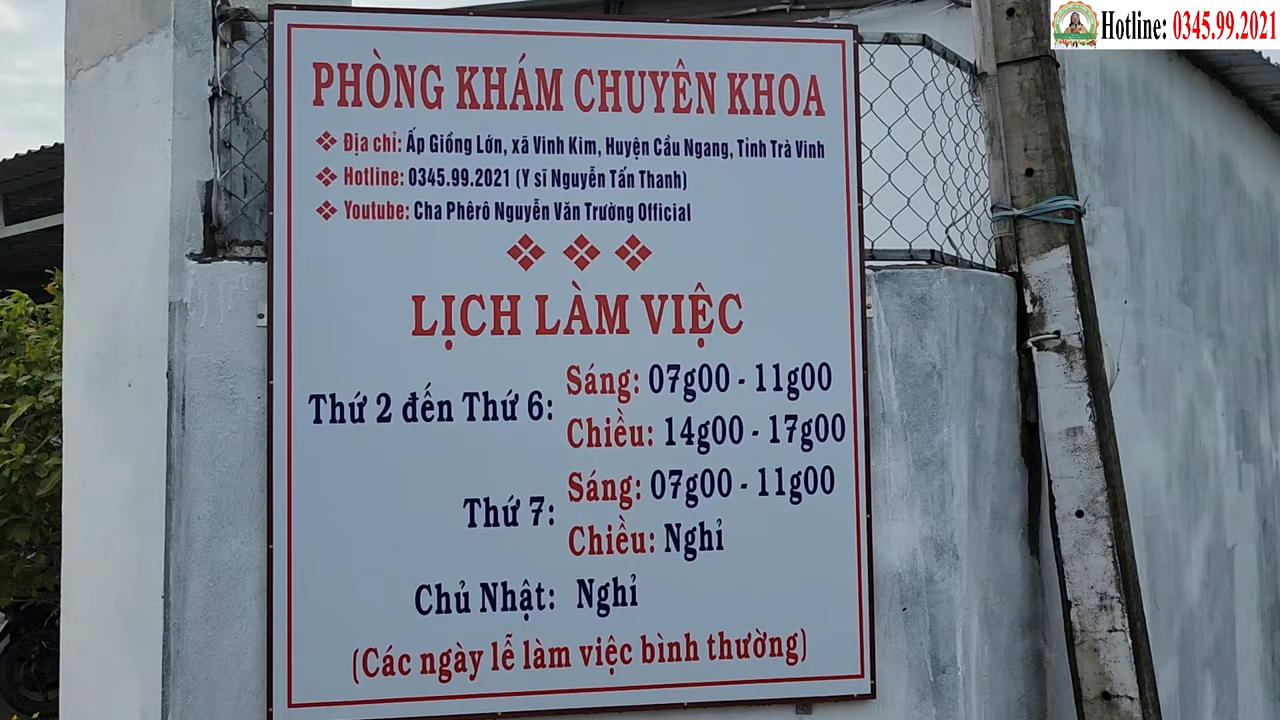 Hotline: 0345.99.2021
PHÒNG KHÁM CHUYÊN KHOA
Địa chỉ: Ấp Giồng Lớn, xã Vinh Kim, Huyện Cầu Ngang, Tỉnh Trà Vinh
Hotline: 0345.99.2021 (Y sĩ Nguyễn Tấn Thanh)
Youtube: Cha Phêrô Nguyễn Văn Trường Official
LỊCH LÀM VIỆC
Thứ 2 đến Thứ 6: Sáng: 07g00 - 11g00
Chiều: 14g00 - 17g00
Thứ 7: Sáng: 07g00 - 11g00
Chiều: Nghỉ
Chủ Nhật: Nghỉ
(Các ngày lễ làm việc bình thường)